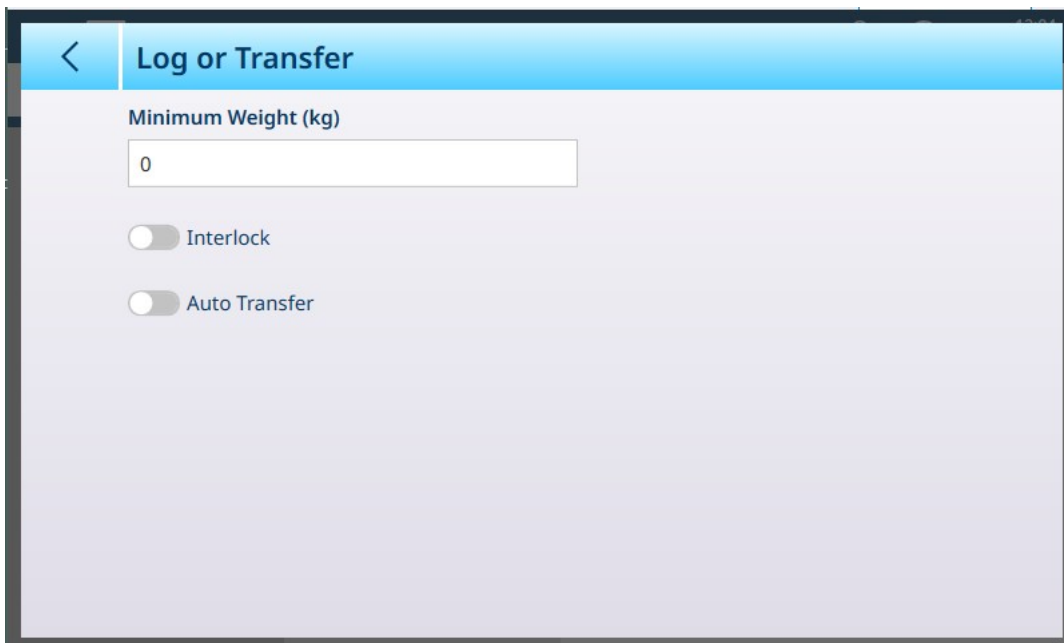 Log or Transfer
Minimum Weight (kg)
0
Interlock
Auto Transfer